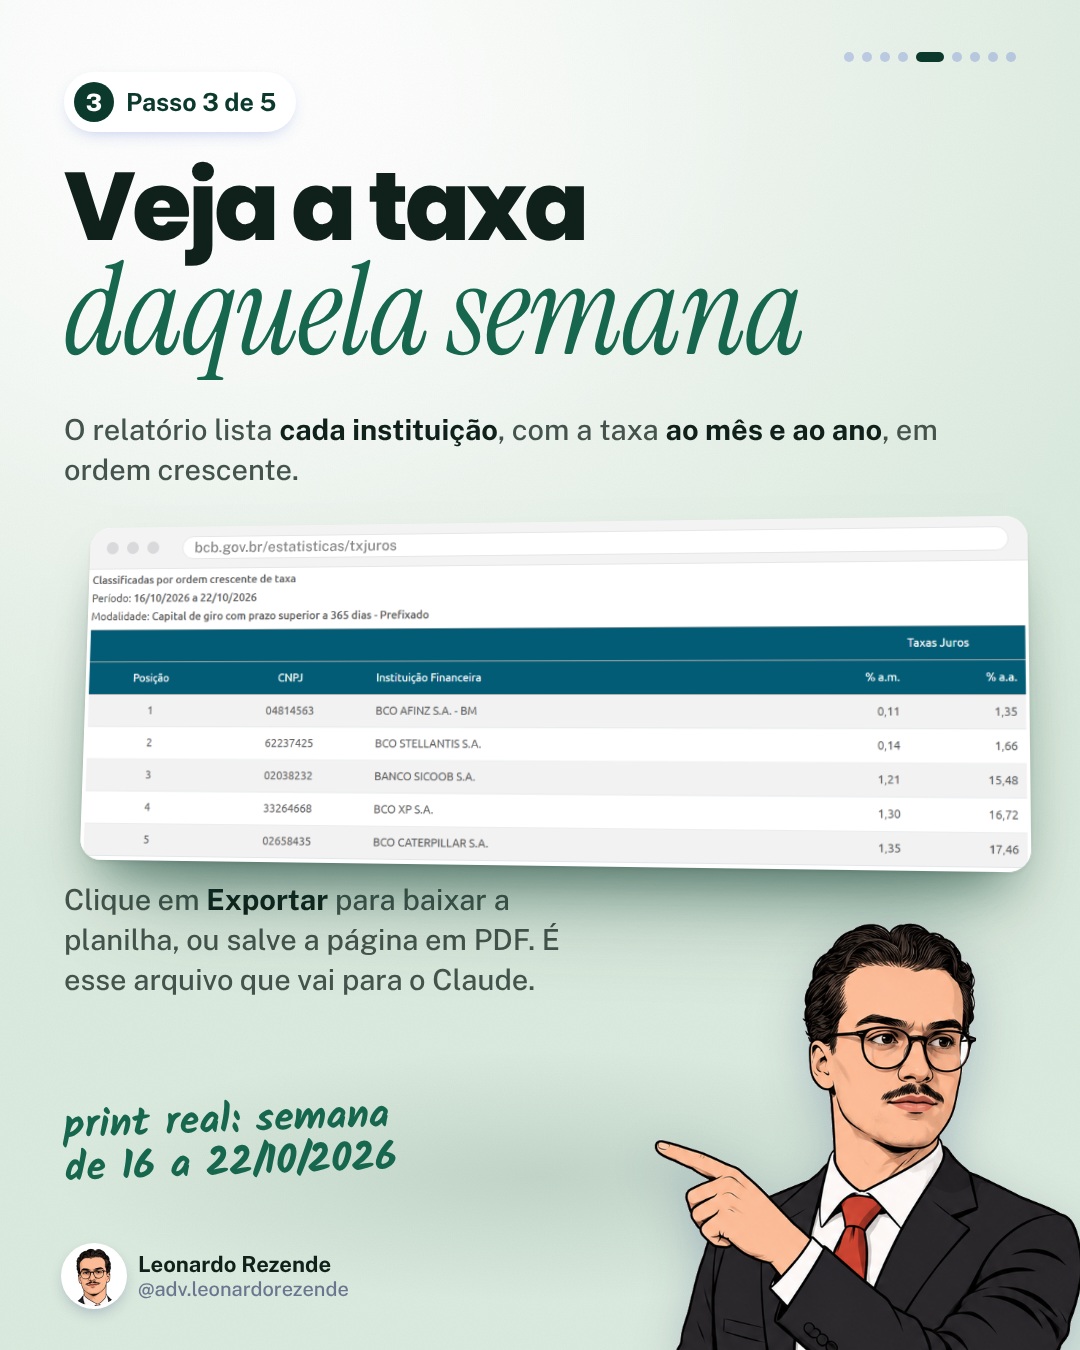 3 Passo 3 de 5
Veja a taxa
daquela semana
O relatório lista cada instituição, com a taxa ao mês e ao ano, em
ordem crescente.
bcb.gov.br/estatisticas/txjuros
Classificadas por ordem crescente de taxa
Período: 16/10/2026 a 22/10/2026
Modalidade: Capital de giro com prazo superior a 365 dias - Prefixado
Taxas Juros
Posição CNPJ Instituição Financeira % a.m. % a.a.
1 04814563 BCO AFINZ S.A. - BM 0,11 1,35
2 62237425 BCO STELLANTIS S.A. 0,14 1,66
3 02038232 BANCO SICOOB S.A. 1,21 15,48
4 33264668 BCO XP S.A. 1,30 16,72
5 02658435 BCO CATERPILLAR S.A. 1,35 17,46
Clique em Exportar para baixar a
planilha, ou salve a página em PDF. É
esse arquivo que vai para o Claude.
print real: semana
de 16 a 22/10/2026
Leonardo Rezende
@adv.leonardorezende